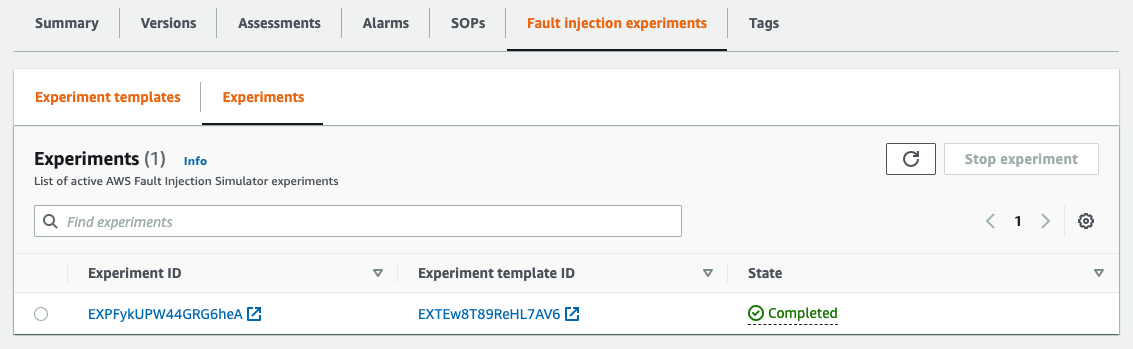 Summary Versions Assessments Alarms SOPs Fault injection experiments Tags
Experiment templates Experiments
Experiments (1) Info
Stop experiment
List of active AWS Fault Injection Simulator experiments
Find experiments
1
Experiment ID Experiment template ID State
EXPFykUPW44GRG6heA EXTEw8T89ReHL7AV6 Completed